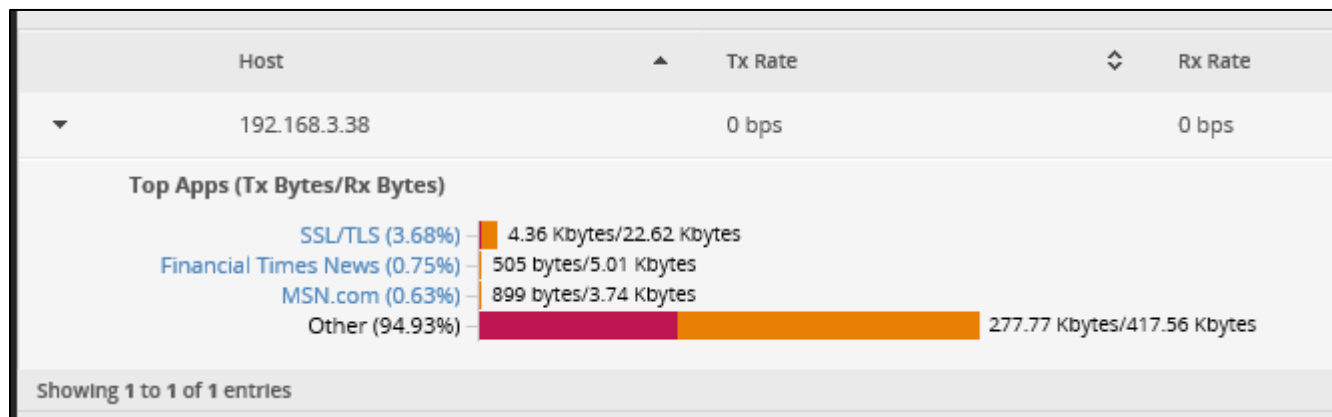 Host Tx Rate Rx Rate
192.168.3.38 0 bps 0 bps
Top Apps (Tx Bytes/Rx Bytes)
SSL/TLS (3.68%) 4.36 Kbytes/22.62 Kbytes
Financial Times News (0.75%) 505 bytes/5.01 Kbytes
MSN.com (0.63%) 899 bytes/3.74 Kbytes
Other (94.93%) 277.77 Kbytes/417.56 Kbytes
Showing 1 to 1 of 1 entries